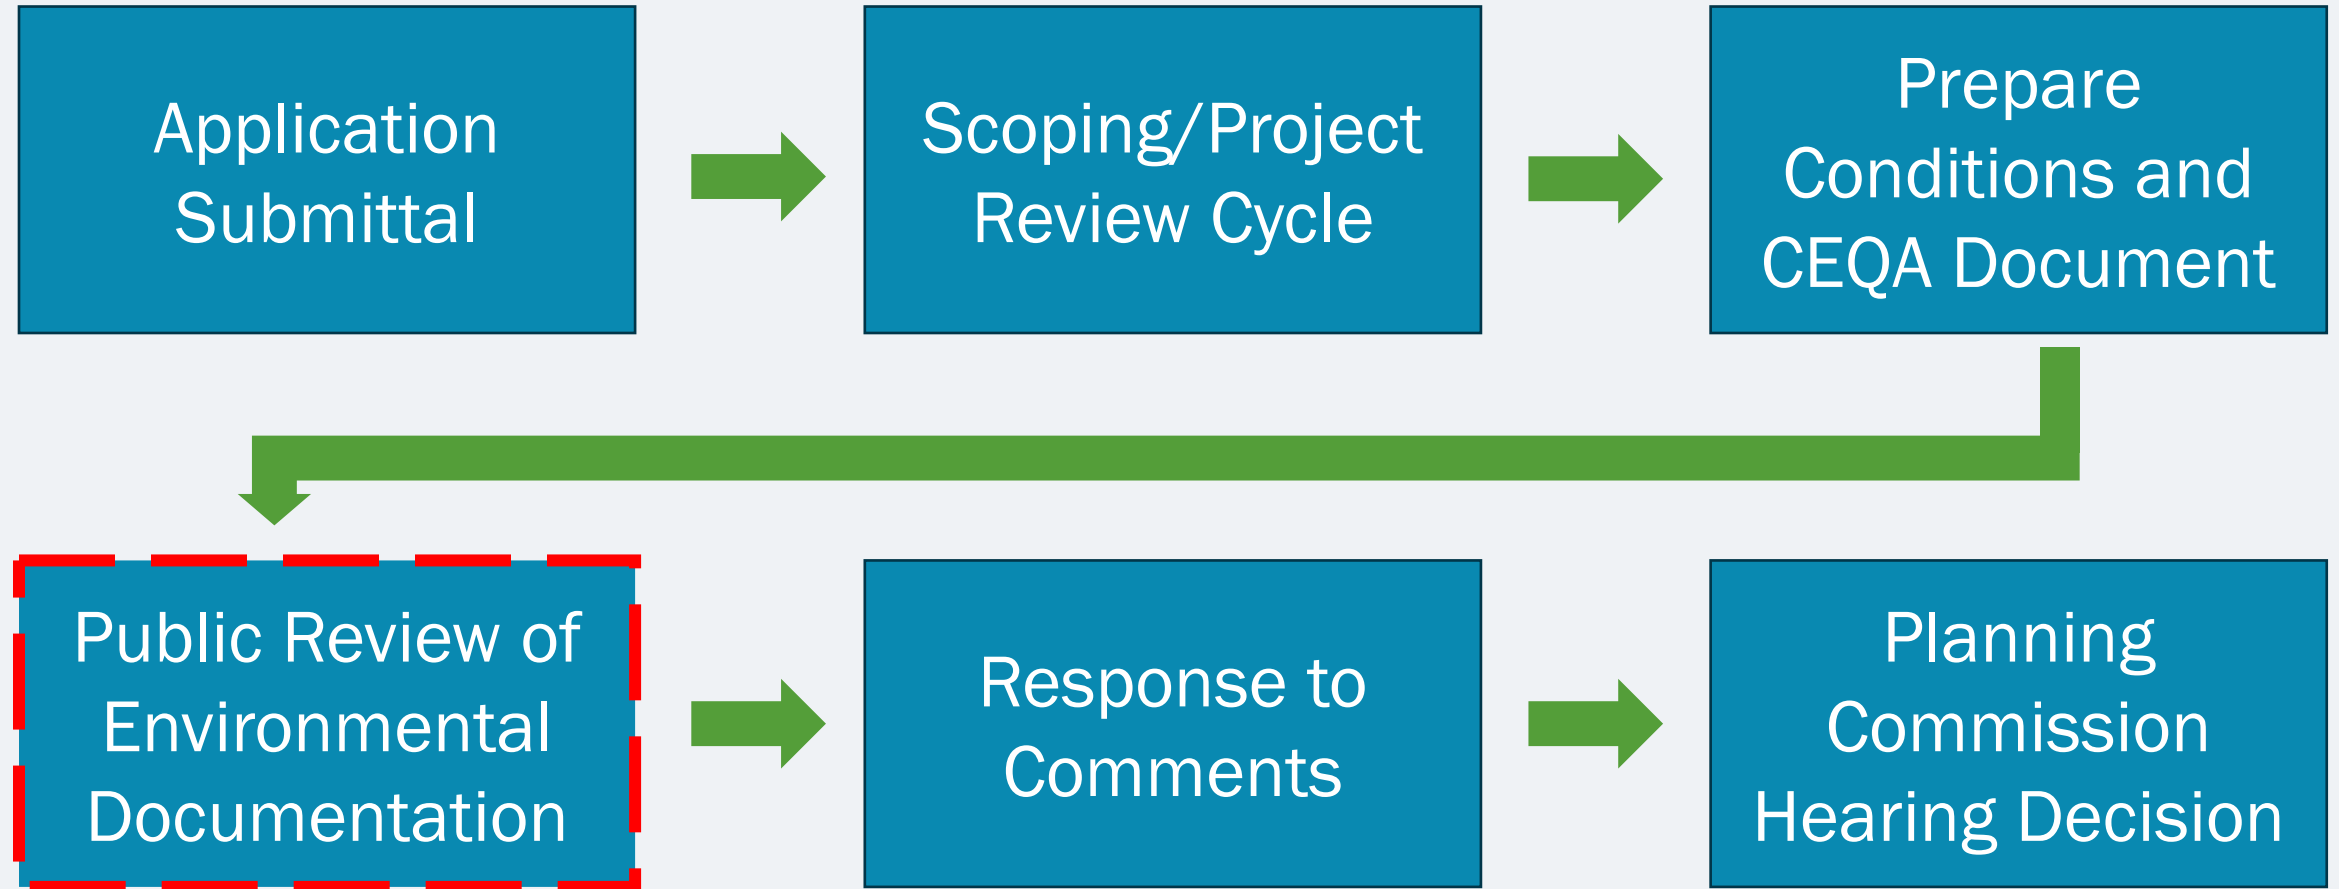 Application
Submittal
Scoping/Project
Review Cycle
Prepare
Conditions and
CEQA Document
Public Review of
Environmental
Documentation
Response to
Comments
Planning
Commission
Hearing Decision